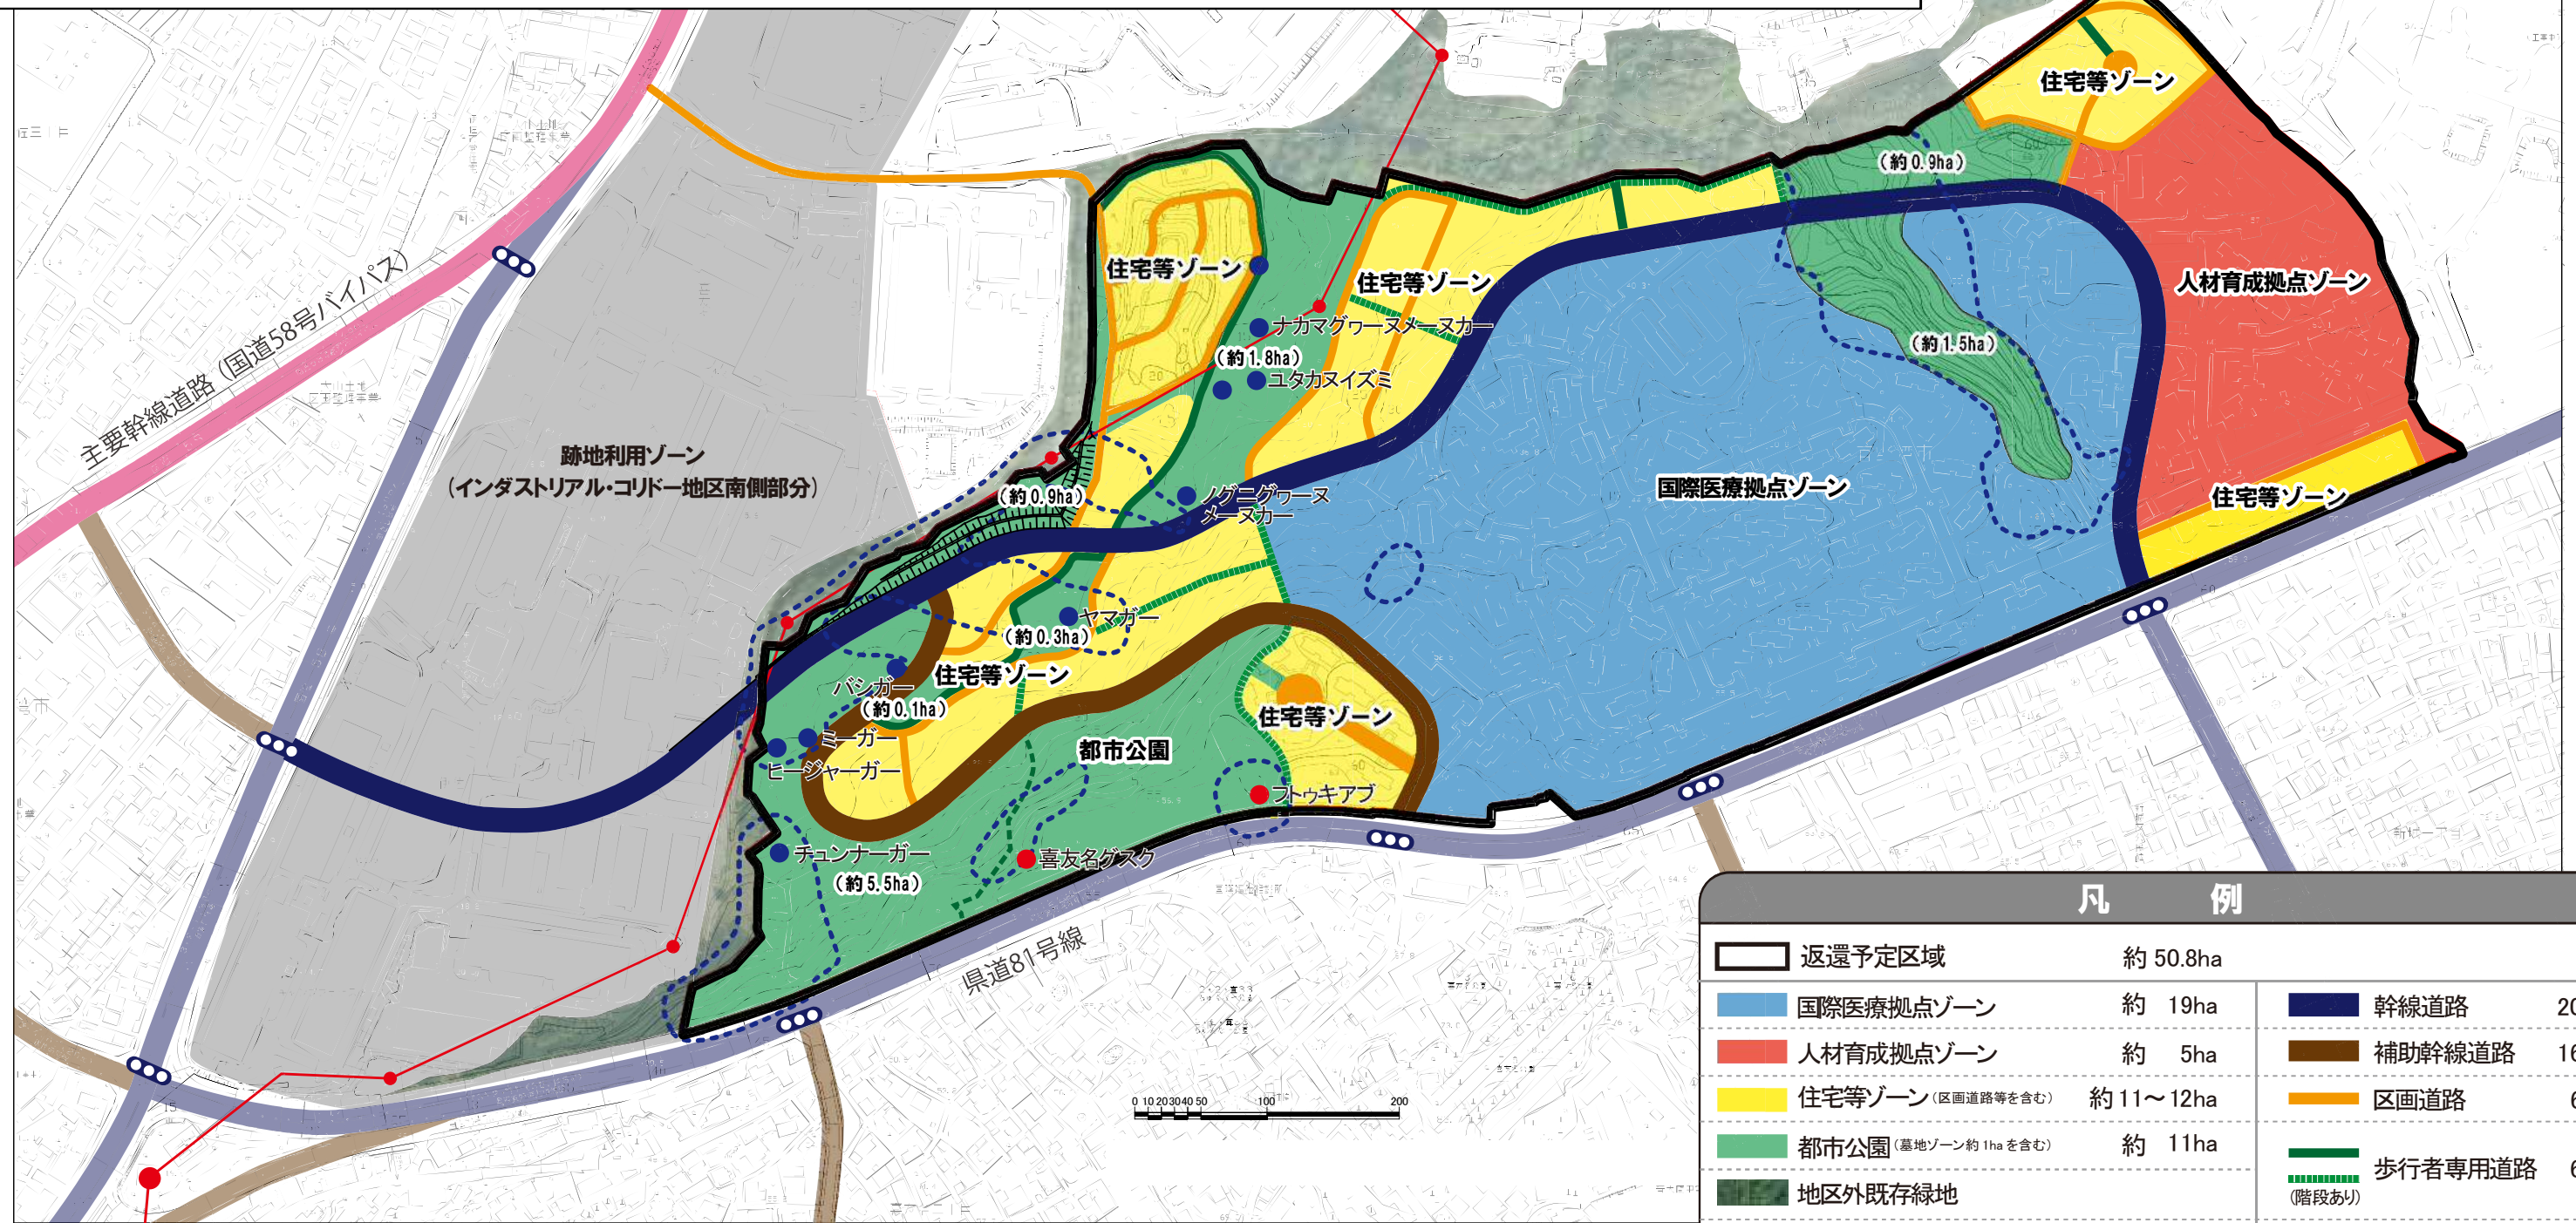 住宅等ゾーン
(約0.9ha)
人材育成拠点ゾーン
住宅等ゾーン
住宅等ゾーン
主要幹線道路（国道58号バイパス）
ナカマグヮーヌメーヌカー
(約1.8ha)
(約1.5ha)
ユタカヌイズミ
跡地利用ゾーン
（インダストリアル・コリドー地区南側部分）
(約0.9ha)
ノグニグヮーヌ
メーヌカー
国際医療拠点ゾーン
住宅等ゾーン
ヤマガー
(約0.3ha)
住宅等ゾーン
バシガー
(約0.1ha)
住宅等ゾーン
ミーガー
都市公園
ヒージャーガー
フトゥキアブ
チュンナーガー
喜友名グスク
(約5.5ha)
県道81号線
0 10 20 30 40 50 100 200
凡 例
返還予定区域 約 50.8ha
国際医療拠点ゾーン 約 19ha
幹線道路 20
人材育成拠点ゾーン 約 5ha
補助幹線道路 16
住宅等ゾーン（区画道路等を含む） 約 11～12ha
区画道路 6
都市公園（墓地ゾーン約1haを含む） 約 11ha
歩行者専用道路 6
(階段あり)
地区外既存緑地